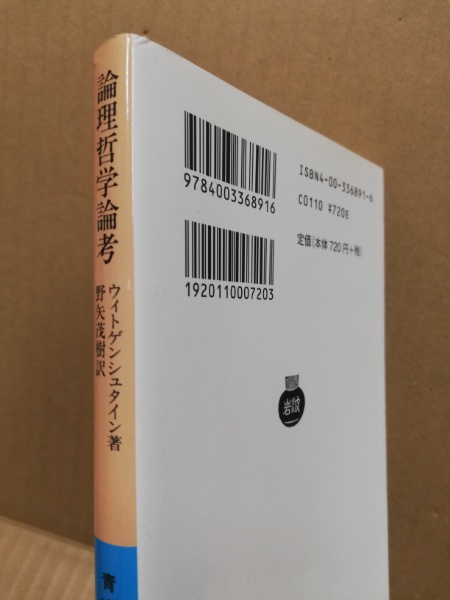 論理哲学論考
ウィトゲンシュタイン著
野矢茂樹訳
青
9784003368916
1920110007203
ISBN4-00-336891-6
C0110 ¥720E
定価(本体720円+税)
岩波